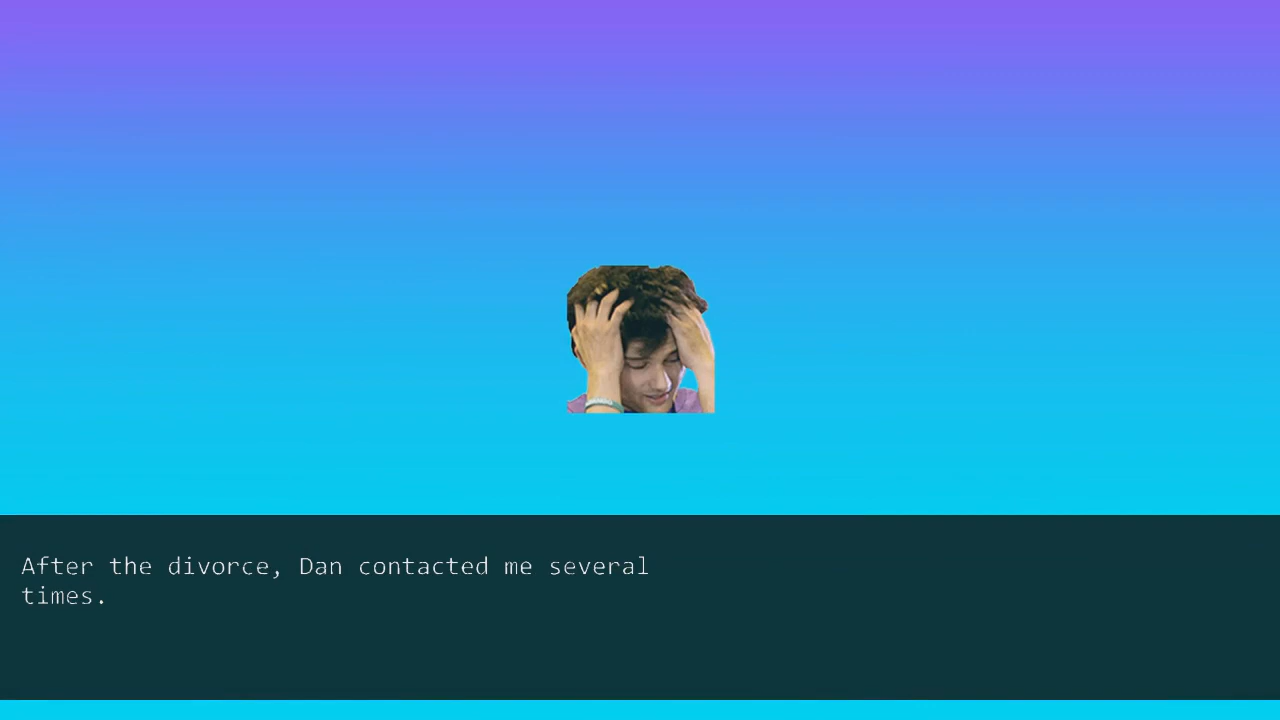 After the divorce, Dan contacted me several
times.